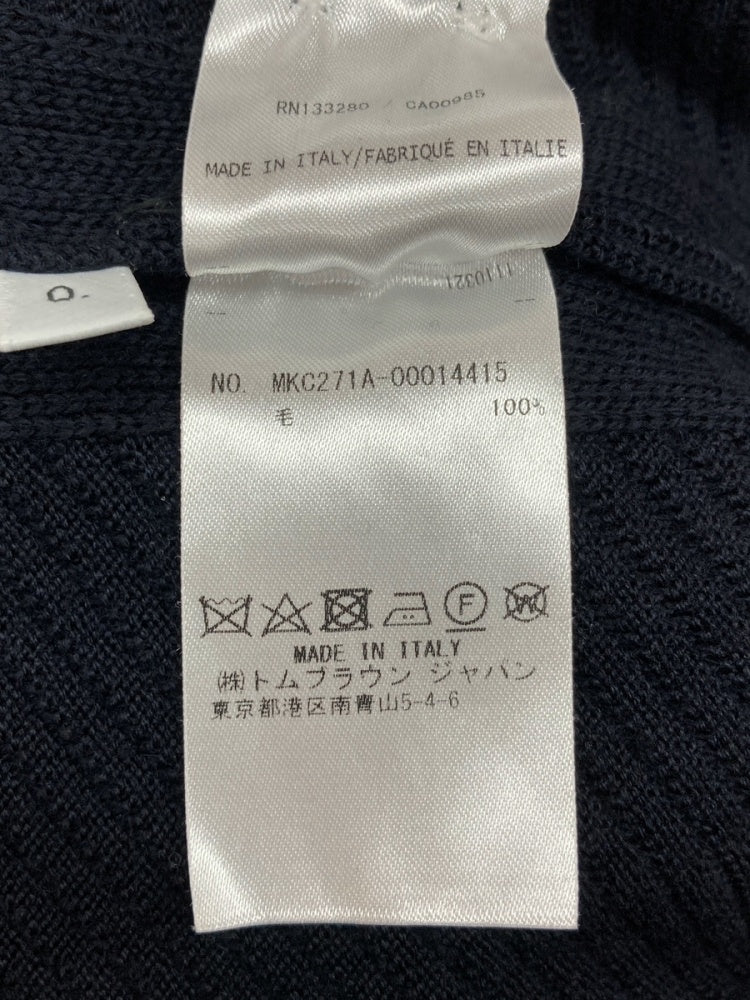 RN133280 / CA00985
MADE IN ITALY/FABRIQUÉ EN ITALIE
O.
1110321
NO. MKC271A-00014415
毛 100%
F
W
MADE IN ITALY
(株)トムブラウン ジャパン
東京都港区南青山5-4-6